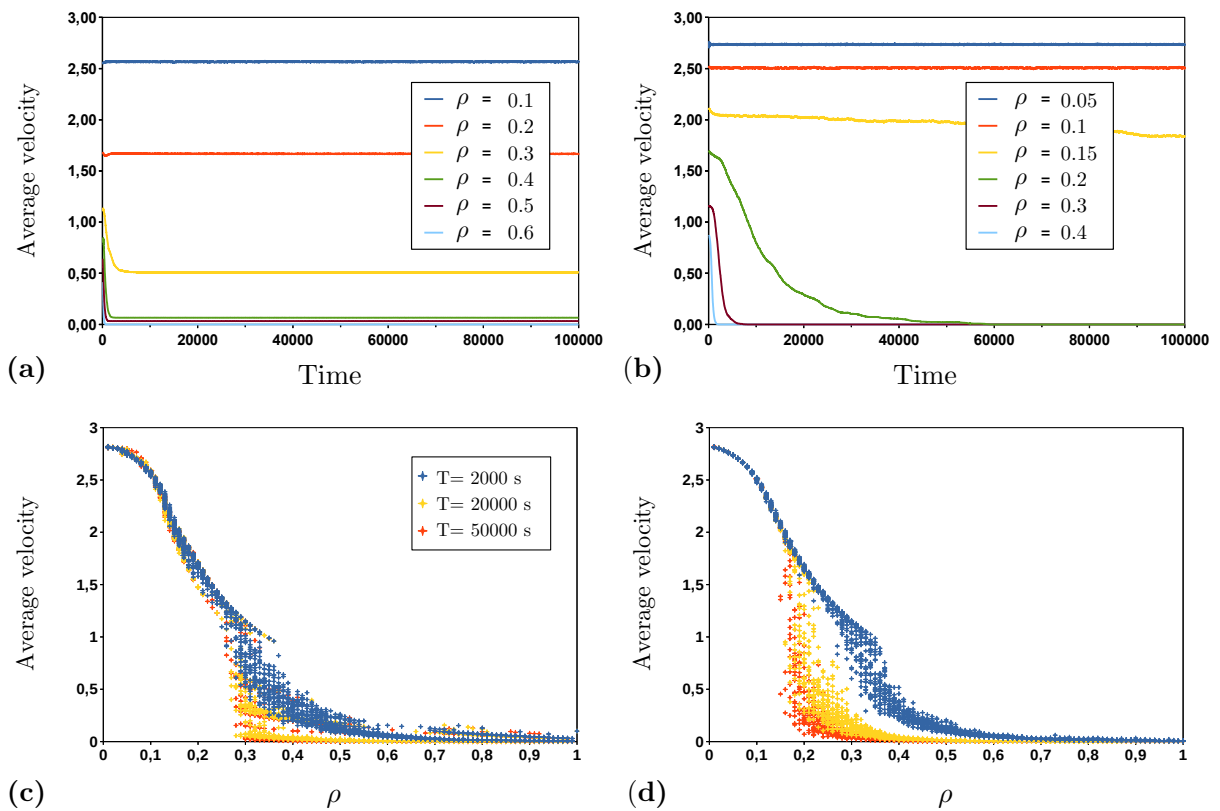 3,00
2,50
2,00
1,50
1,00
0,50
0,00
Average velocity
ρ = 0.1
ρ = 0.2
ρ = 0.3
ρ = 0.4
ρ = 0.5
ρ = 0.6
0 20000 40000 60000 80000 100000
(a) Time
3,00
2,50
2,00
1,50
1,00
0,50
0,00
Average velocity
ρ = 0.05
ρ = 0.1
ρ = 0.15
ρ = 0.2
ρ = 0.3
ρ = 0.4
0 20000 40000 60000 80000 100000
(b) Time
3
2,5
2
1,5
1
0,5
0
Average velocity
T= 2000 s
T= 20000 s
T= 50000 s
0 0,1 0,2 0,3 0,4 0,5 0,6 0,7 0,8 0,9 1
(c) ρ
3
2,5
2
1,5
1
0,5
0
Average velocity
0 0,1 0,2 0,3 0,4 0,5 0,6 0,7 0,8 0,9 1
(d) ρ